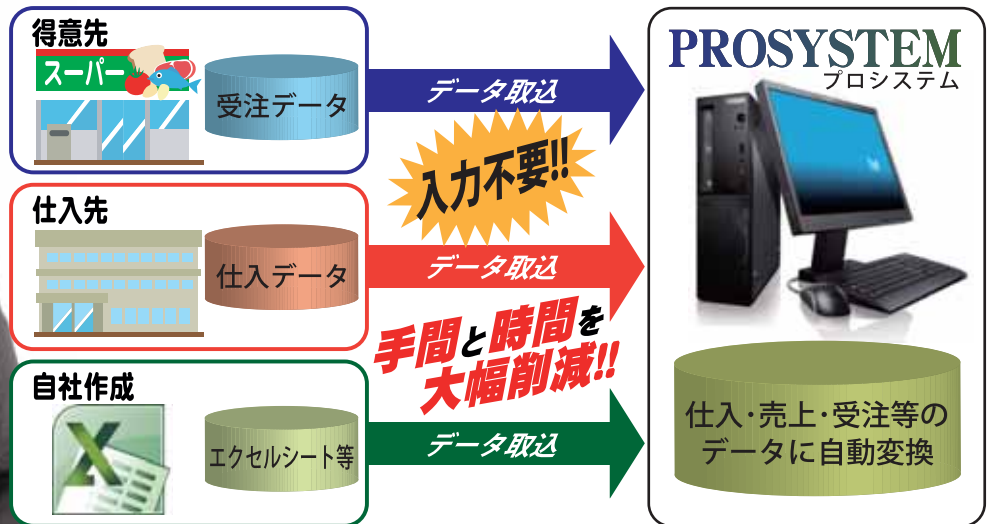 得意先
スーパー
受注データ
データ取込
入力不要!!
仕入先
仕入データ
データ取込
手間と時間を
大幅削減!!
自社作成
エクセルシート等
データ取込
PROSYSTEM
プロシステム
仕入・売上・受注等の
データに自動変換